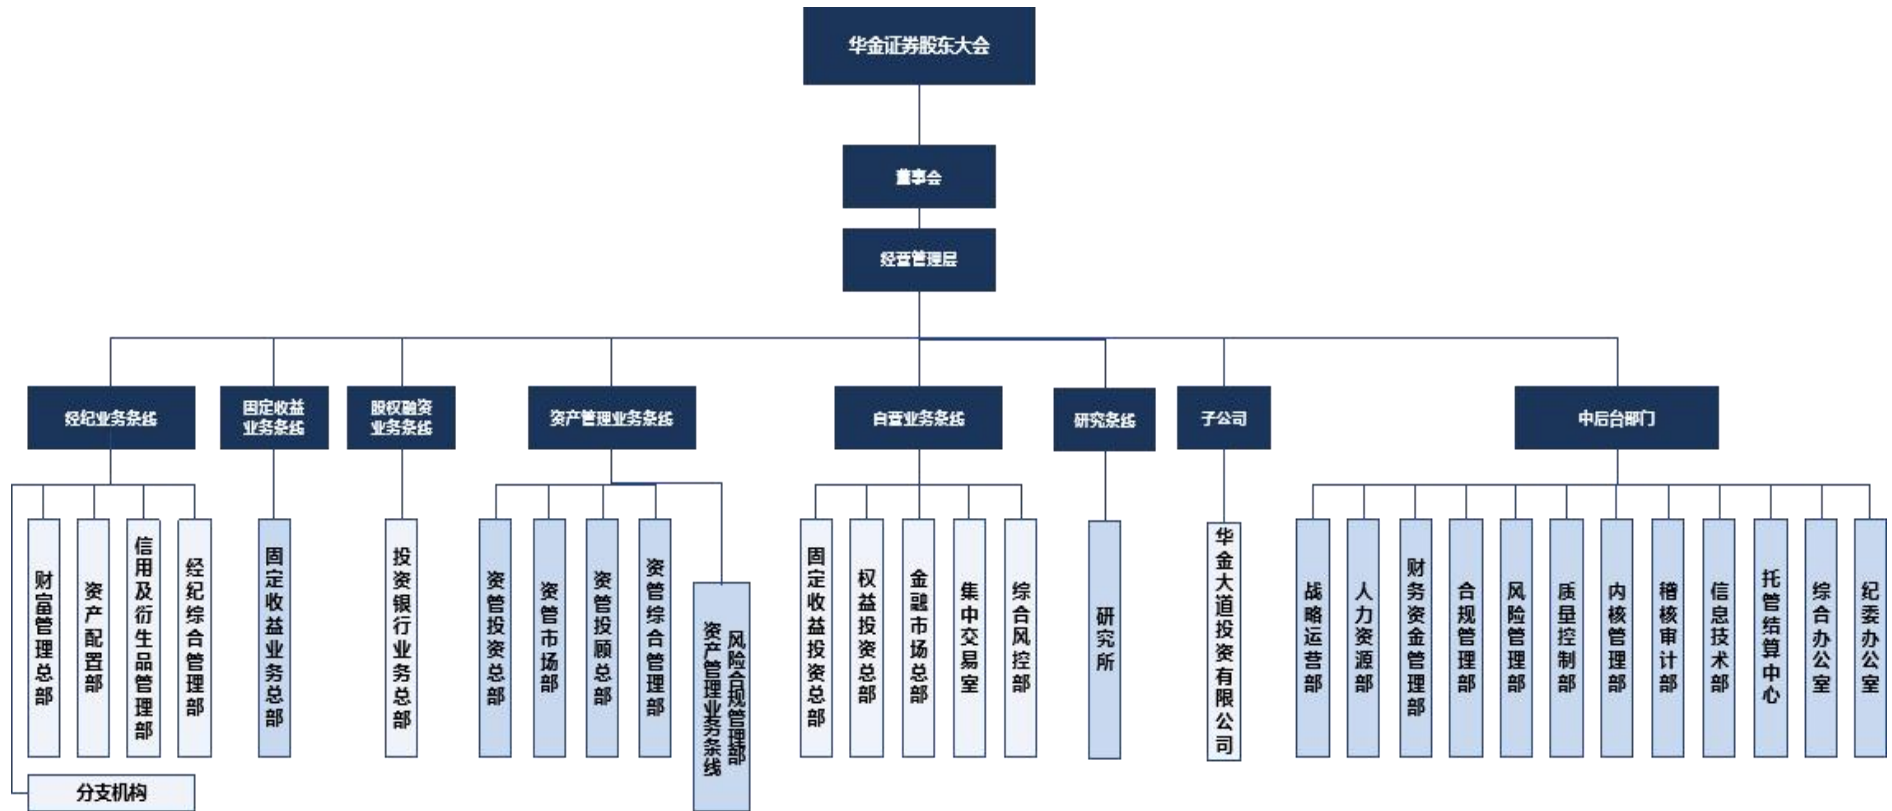 华金证券股东大会
董事会
经营管理层
经纪业务条线
固定收益
业务条线
股权融资
业务条线
资产管理业务条线
自营业务条线
研究条线
子公司
中后台部门
财富管理总部
资产配置部
信用及衍生品管理部
经纪综合管理部
固定收益业务总部
投资银行业务总部
资管投资总部
资管市场部
资管投顾总部
资管综合管理部
资产管理业务条线
风险合规管理部
固定收益投资总部
权益投资总部
金融市场总部
集中交易室
综合风控部
研究所
华金大道投资有限公司
战略运营部
人力资源部
财务资金管理部
合规管理部
风险管理部
质量控制部
内核管理部
稽核审计部
信息技术部
托管结算中心
综合办公室
纪委办公室
分支机构